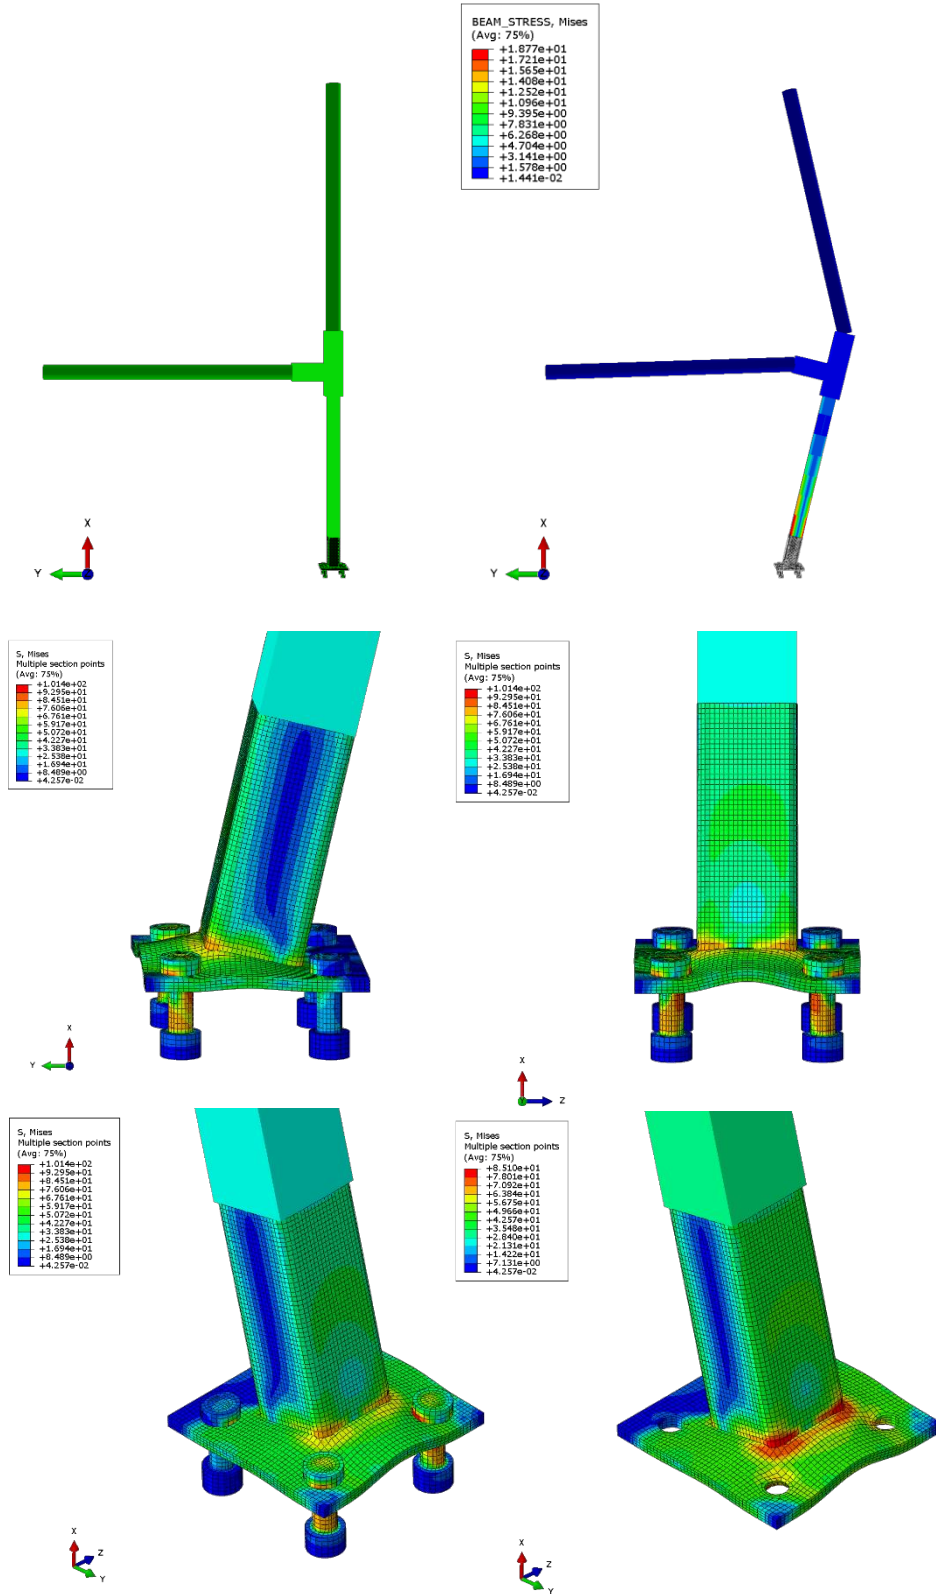 BEAM_STRESS, Mises
(Avg: 75%)
+1.877e+01
+1.721e+01
+1.565e+01
+1.408e+01
+1.252e+01
+1.096e+01
+9.395e+00
+7.831e+00
+6.268e+00
+4.704e+00
+3.141e+00
+1.578e+00
+1.441e-02
X
Y
X
Y
S, Mises
Multiple section points
(Avg: 75%)
+1.014e+02
+9.295e+01
+8.451e+01
+7.606e+01
+6.761e+01
+5.917e+01
+5.072e+01
+4.227e+01
+3.383e+01
+2.538e+01
+1.694e+01
+8.489e+00
+4.257e-02
X
Y
S, Mises
Multiple section points
(Avg: 75%)
+1.014e+02
+9.295e+01
+8.451e+01
+7.606e+01
+6.761e+01
+5.917e+01
+5.072e+01
+4.227e+01
+3.383e+01
+2.538e+01
+1.694e+01
+8.489e+00
+4.257e-02
X
Y Z
S, Mises
Multiple section points
(Avg: 75%)
+1.014e+02
+9.295e+01
+8.451e+01
+7.606e+01
+6.761e+01
+5.917e+01
+5.072e+01
+4.227e+01
+3.383e+01
+2.538e+01
+1.694e+01
+8.489e+00
+4.257e-02
X
Z
Y
S, Mises
Multiple section points
(Avg: 75%)
+8.510e+01
+7.801e+01
+7.092e+01
+6.384e+01
+5.675e+01
+4.966e+01
+4.257e+01
+3.548e+01
+2.840e+01
+2.131e+01
+1.422e+01
+7.131e+00
+4.257e-02
X
Z
Y